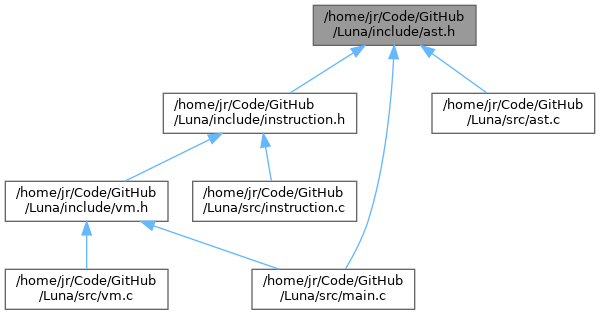 /home/jr/Code/GitHub
/Luna/include/ast.h
/home/jr/Code/GitHub
/Luna/include/instruction.h
/home/jr/Code/GitHub
/Luna/src/ast.c
/home/jr/Code/GitHub
/Luna/include/vm.h
/home/jr/Code/GitHub
/Luna/src/instruction.c
/home/jr/Code/GitHub
/Luna/src/vm.c
/home/jr/Code/GitHub
/Luna/src/main.c